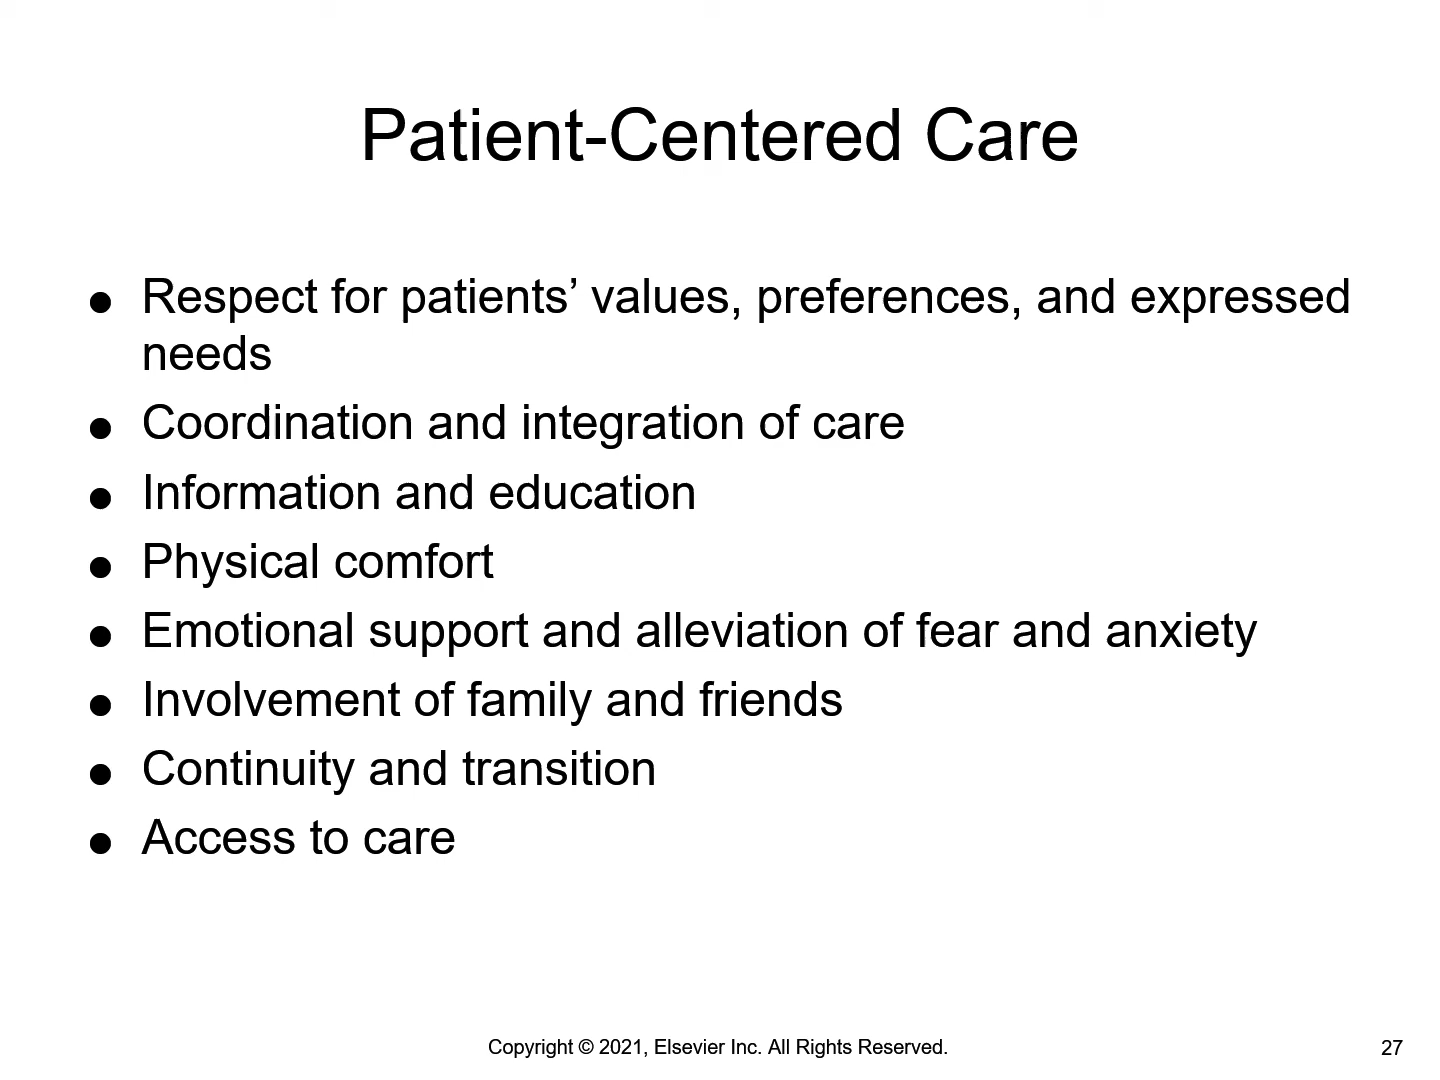 Patient-Centered Care
● Respect for patients’ values, preferences, and expressed
needs
● Coordination and integration of care
● Information and education
● Physical comfort
● Emotional support and alleviation of fear and anxiety
● Involvement of family and friends
● Continuity and transition
● Access to care
Copyright © 2021, Elsevier Inc. All Rights Reserved.
27